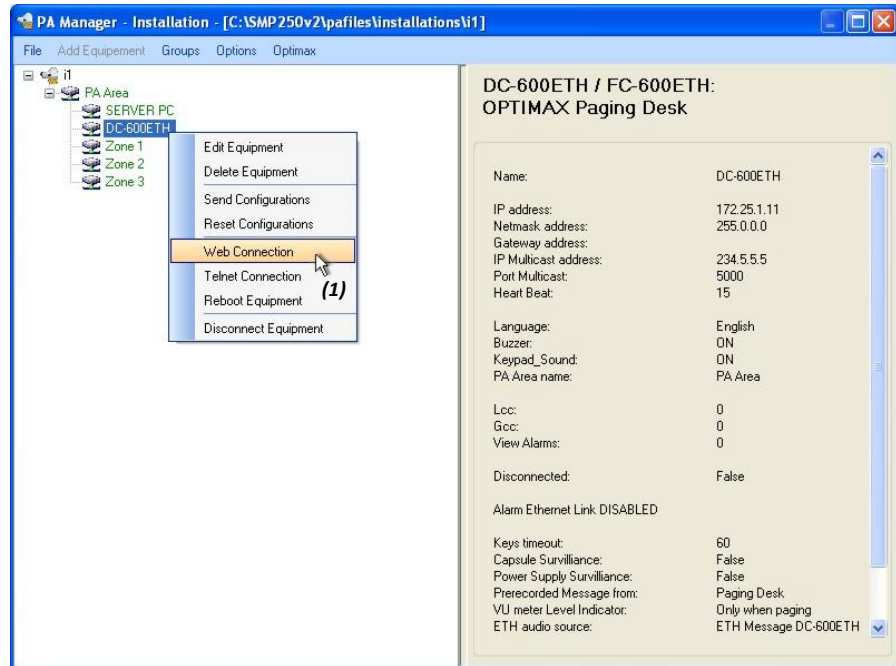 PA Manager - Installation - [C:\SMP250v2\pafiles\installations\i1]
File Add Equipement Groups Options Optimax
i1
PA Area
SERVER PC
DC-600ETH
Zone 1
Zone 2
Zone 3
Edit Equipment
Delete Equipment
Send Configurations
Reset Configurations
Web Connection
Telnet Connection
(1)
Reboot Equipment
Disconnect Equipment
DC-600ETH / FC-600ETH:
OPTIMAX Paging Desk
Name: DC-600ETH
IP address: 172.25.1.11
Netmask address: 255.0.0.0
Gateway address:
IP Multicast address: 234.5.5.5
Port Multicast: 5000
Heart Beat: 15
Language: English
Buzzer: ON
Keypad_Sound: ON
PA Area name: PA Area
Lcc: 0
Gcc: 0
View Alarms: 0
Disconnected: False
Alarm Ethernet Link DISABLED
Keys timeout: 60
Capsule Survilliance: False
Power Supply Survilliance: False
Prerecorded Message from: Paging Desk
VU meter Level Indicator: Only when paging
ETH audio source: ETH Message DC-600ETH